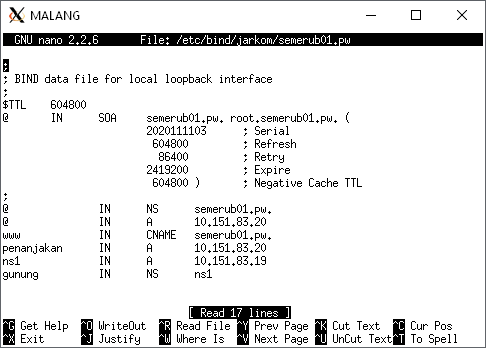 MALANG
GNU nano 2.2.6 File: /etc/bind/jarkom/semerub01.pw
;
; BIND data file for local loopback interface
;
$TTL 604800
@ IN SOA semerub01.pw. root.semerub01.pw. (
2020111103 ; Serial
604800 ; Refresh
86400 ; Retry
2419200 ; Expire
604800 ) ; Negative Cache TTL
;
@ IN NS semerub01.pw.
@ IN A 10.151.83.20
www IN CNAME semerub01.pw.
penanjakan IN A 10.151.83.20
ns1 IN A 10.151.83.19
gunung IN NS ns1
[ Read 17 lines ]
^G Get Help ^O WriteOut ^R Read File ^Y Prev Page ^K Cut Text ^C Cur Pos
^X Exit ^J Justify ^W Where Is ^V Next Page ^U UnCut Text ^T To Spell